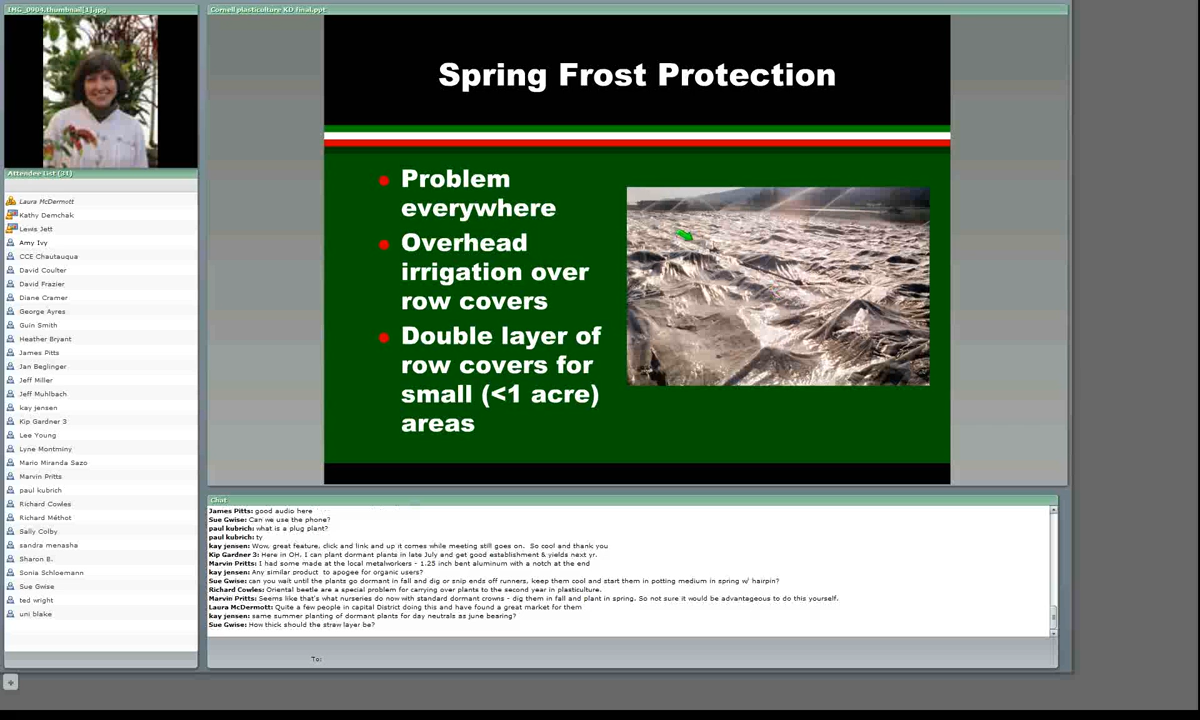 IMG_0904.thumbnail[1].jpg
Cornell plasticulture KD final.ppt
Spring Frost Protection
Problem
everywhere
Overhead
irrigation over
row covers
Double layer of
row covers for
small (<1 acre)
areas
Attendee List (31)
Laura McDermott
Kathy Demchak
Lewis Jett
Amy Ivy
CCE Chautauqua
David Coulter
David Frazier
Diane Cramer
George Ayres
Guin Smith
Heather Bryant
James Pitts
Jan Beglinger
Jeff Miller
Jeff Muhlbach
kay jensen
Kip Gardner 3
Lee Young
Lyne Montminy
Mario Miranda Sazo
Marvin Pritts
paul kubrich
Richard Cowles
Richard Méthot
Sally Colby
sandra menasha
Sharon B.
Sonia Schloemann
Sue Gwise
ted wright
uni blake
Chat
James Pitts: good audio here
Sue Gwise: Can we use the phone?
paul kubrich: what is a plug plant?
paul kubrich: ty
kay jensen: Wow, great feature, click and link and up it comes while meeting still goes on. So cool and thank you
Kip Gardner 3: Here in OH. I can plant dormant plants in late July and get good establishment & yields next yr.
Marvin Pritts: I had some made at the local metalworkers - 1.25 inch bent aluminum with a notch at the end
kay jensen: Any similar product to apogee for organic users?
Sue Gwise: can you wait until the plants go dormant in fall and dig or snip ends off runners, keep them cool and start them in potting medium in spring w/ hairpin?
Richard Cowles: Oriental beetle are a special problem for carrying over plants to the second year in plasticulture.
Marvin Pritts: Seems like that's what nurseries do now with standard dormant crowns - dig them in fall and plant in spring. So not sure it would be advantageous to do this yourself.
Laura McDermott: Quite a few people in capital District doing this and have found a great market for them
kay jensen: same summer planting of dormant plants for day neutrals as june bearing?
Sue Gwise: How thick should the straw layer be?
To: